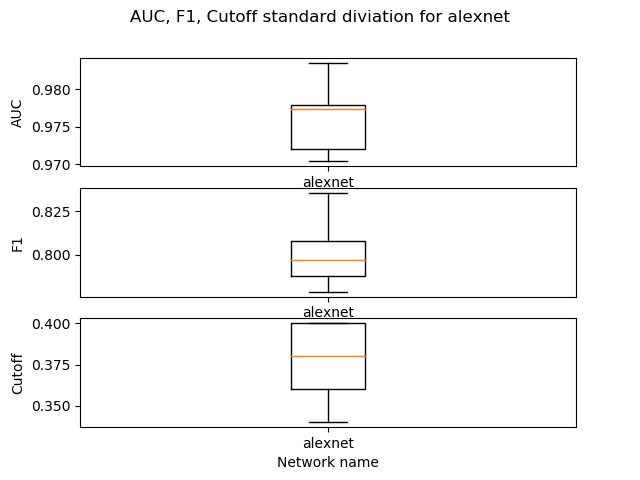 AUC, F1, Cutoff standard diviation for alexnet
0.980
0.975
0.970
AUC
alexnet
0.825
0.800
F1
alexnet
0.400
0.375
0.350
Cutoff
alexnet
Network name